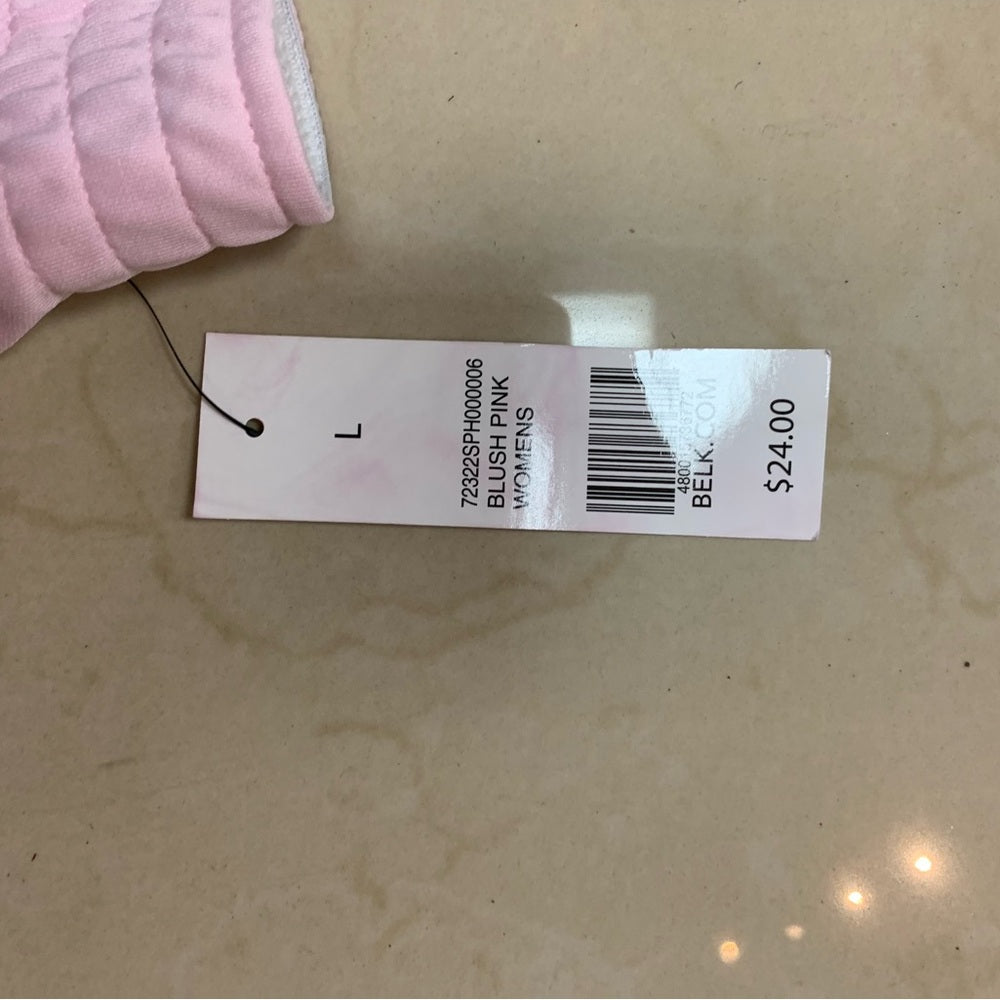 L
72322SPH000006
BLUSH PINK
WOMENS
BELK.COM
$24.00